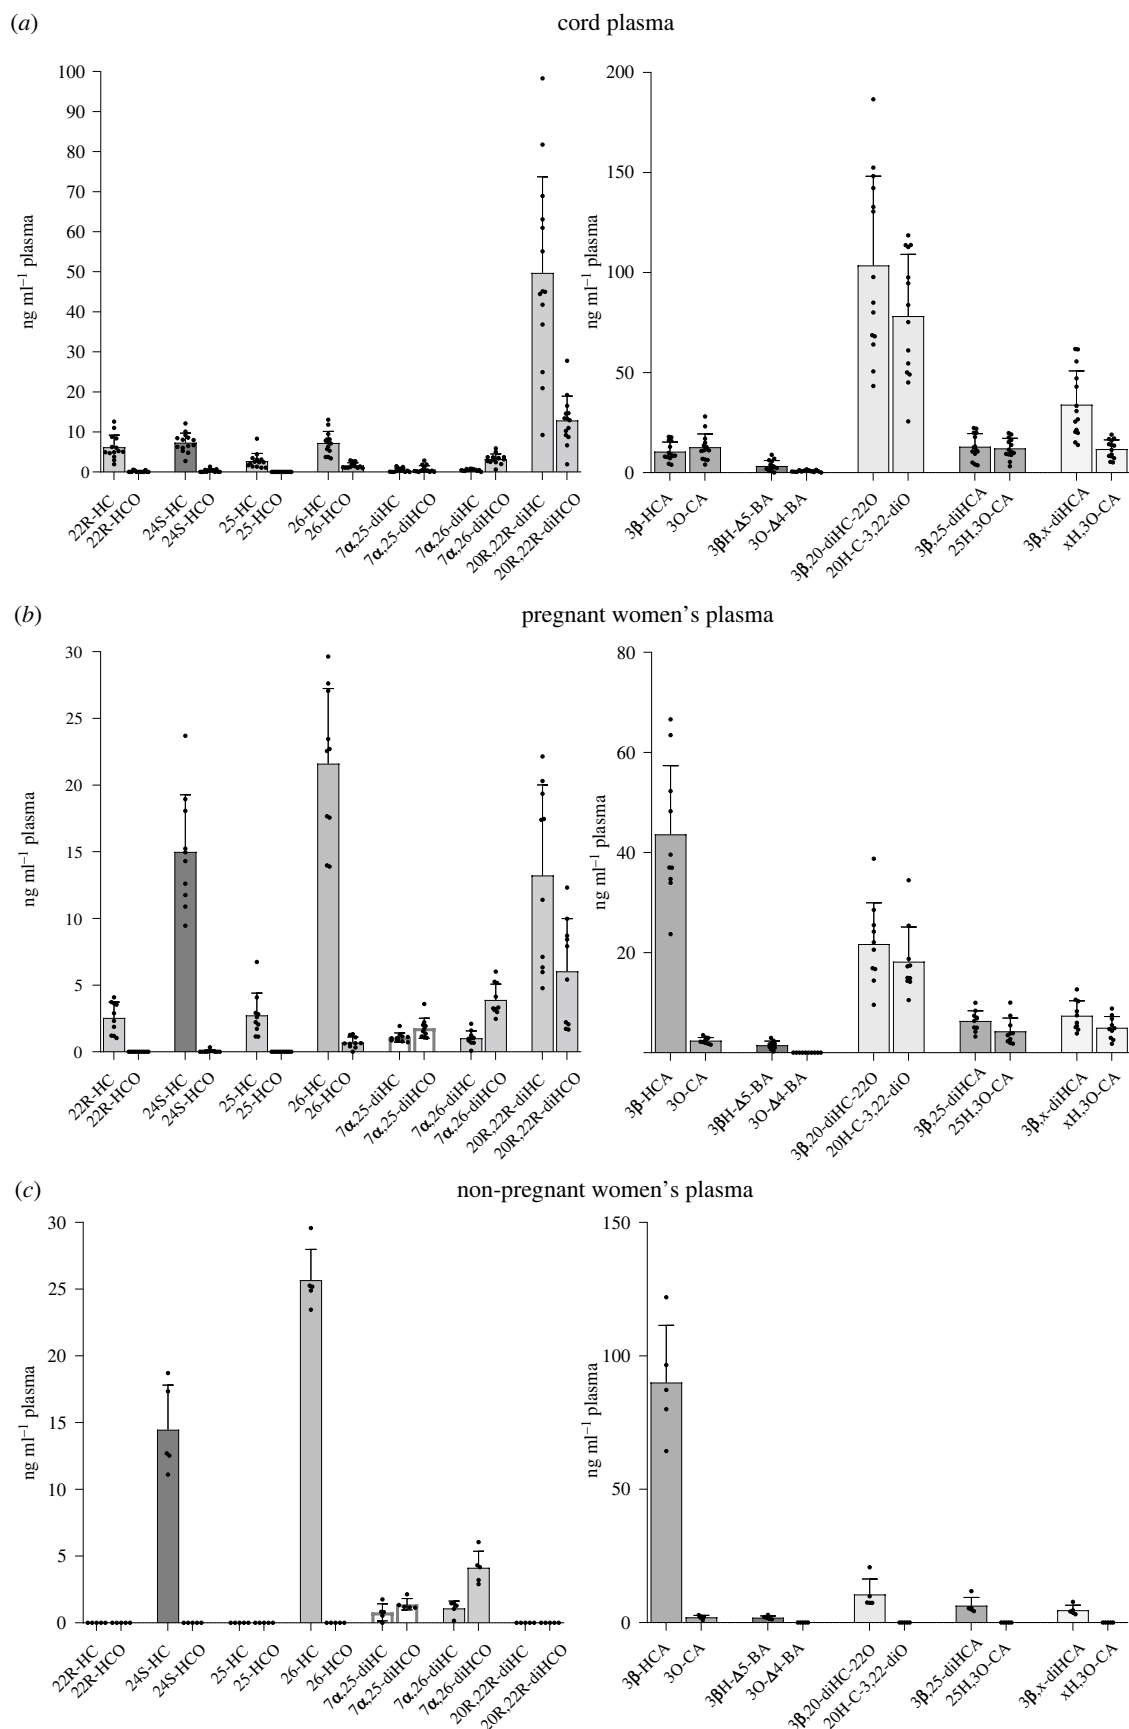 (a) cord plasma
100
90
80
70
60
50
40
30
20
10
0
ng ml⁻¹ plasma
22R-HC
22R-HCO
24S-HC
24S-HCO
25-HC
25-HCO
26-HC
26-HCO
7α,25-diHC
7α,25-diHCO
7α,26-diHC
7α,26-diHCO
20R,22R-diHC
20R,22R-diHCO
200
150
100
50
0
ng ml⁻¹ plasma
3β-HCA
3O-CA
3βH-Δ5-BA
3O-Δ4-BA
3β,20-diHC-22O
20H-C-3,22-diO
3β,25-diHCA
25H,3O-CA
3β,x-diHCA
xH,3O-CA
(b) pregnant women's plasma
30
25
20
15
10
5
0
ng ml⁻¹ plasma
22R-HC
22R-HCO
24S-HC
24S-HCO
25-HC
25-HCO
26-HC
26-HCO
7α,25-diHC
7α,25-diHCO
7α,26-diHC
7α,26-diHCO
20R,22R-diHC
20R,22R-diHCO
80
60
40
20
ng ml⁻¹ plasma
3β-HCA
3O-CA
3βH-Δ5-BA
3O-Δ4-BA
3β,20-diHC-22O
20H-C-3,22-diO
3β,25-diHCA
25H,3O-CA
3β,x-diHCA
xH,3O-CA
(c) non-pregnant women's plasma
30
25
20
15
10
5
0
ng ml⁻¹ plasma
22R-HC
22R-HCO
24S-HC
24S-HCO
25-HC
25-HCO
26-HC
26-HCO
7α,25-diHC
7α,25-diHCO
7α,26-diHC
7α,26-diHCO
20R,22R-diHC
20R,22R-diHCO
150
100
50
0
ng ml⁻¹ plasma
3β-HCA
3O-CA
3βH-Δ5-BA
3O-Δ4-BA
3β,20-diHC-22O
20H-C-3,22-diO
3β,25-diHCA
25H,3O-CA
3β,x-diHCA
xH,3O-CA